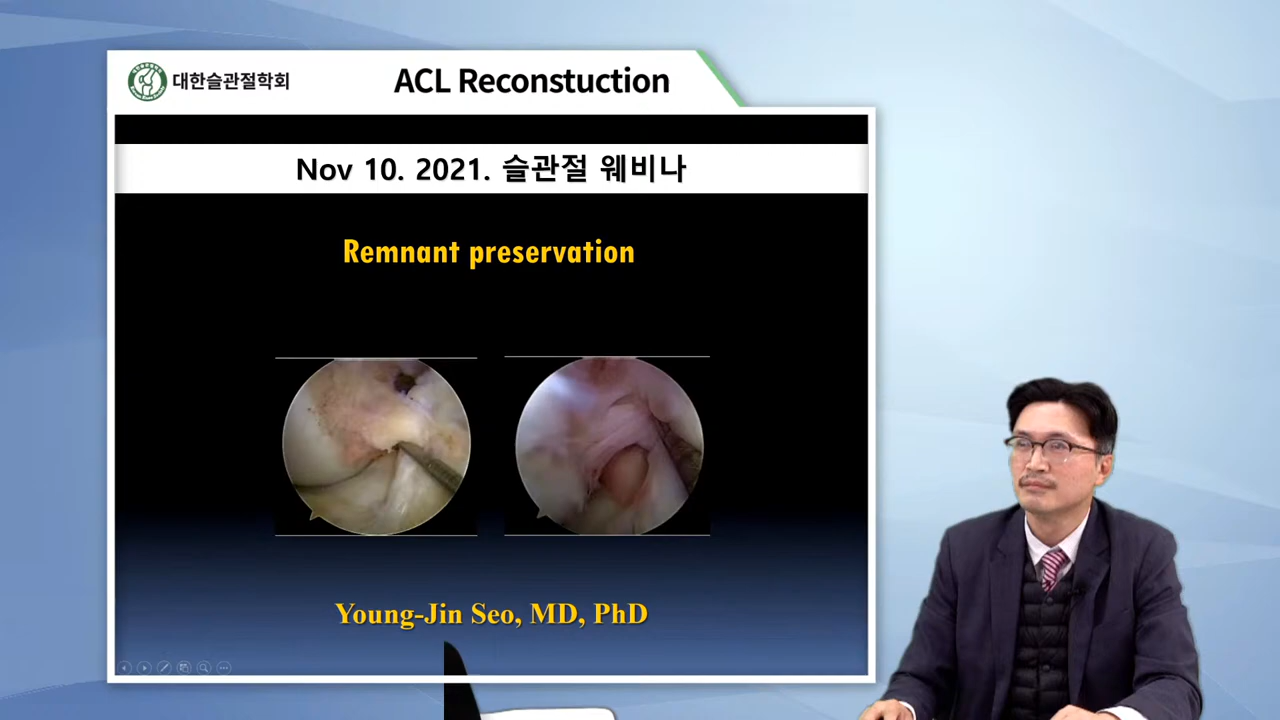 대한슬관절학회
ACL Reconstuction
Nov 10. 2021. 슬관절 웨비나
Remnant preservation
Young-Jin Seo, MD, PhD